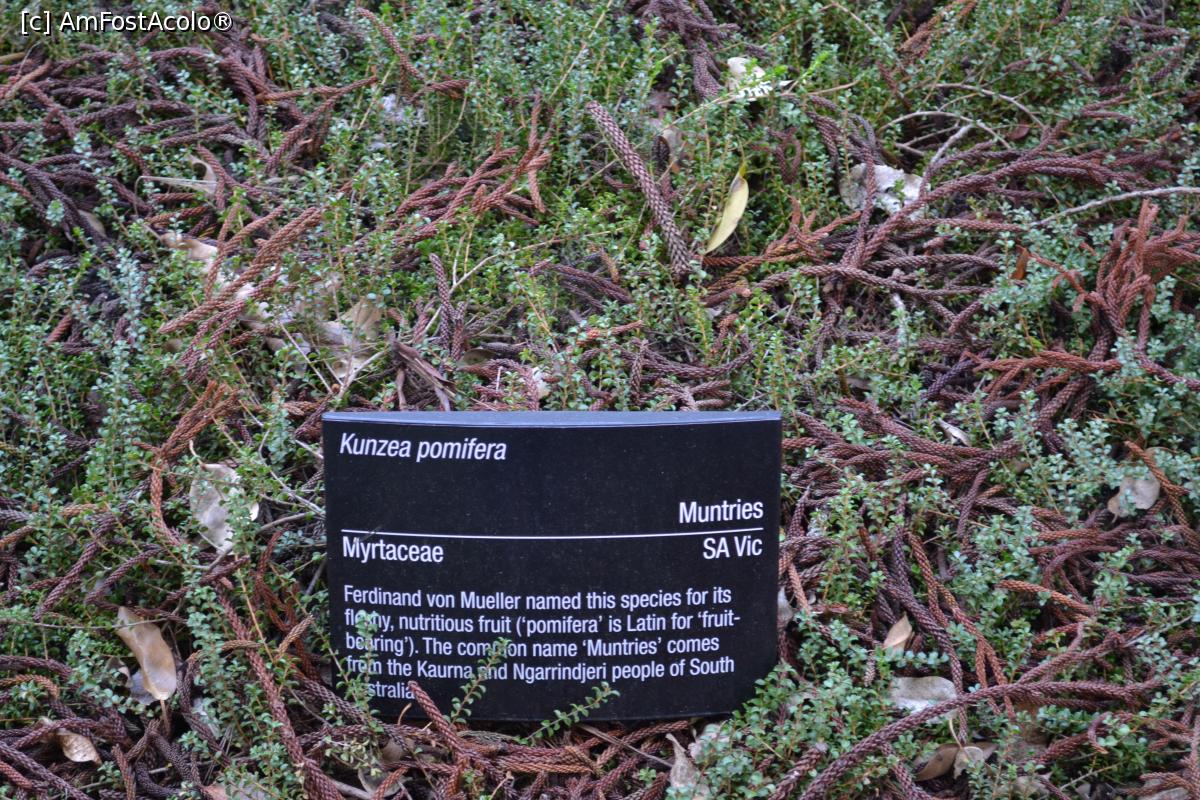 [c] AmFostAcolo®
Kunzea pomifera
Muntries
Myrtaceae SA Vic
Ferdinand von Mueller named this species for its
fleshy, nutritious fruit (‘pomifera’ is Latin for ‘fruit-
bearing’). The common name ‘Muntries’ comes
from the Kaurna and Ngarrindjeri people of South
Australia.